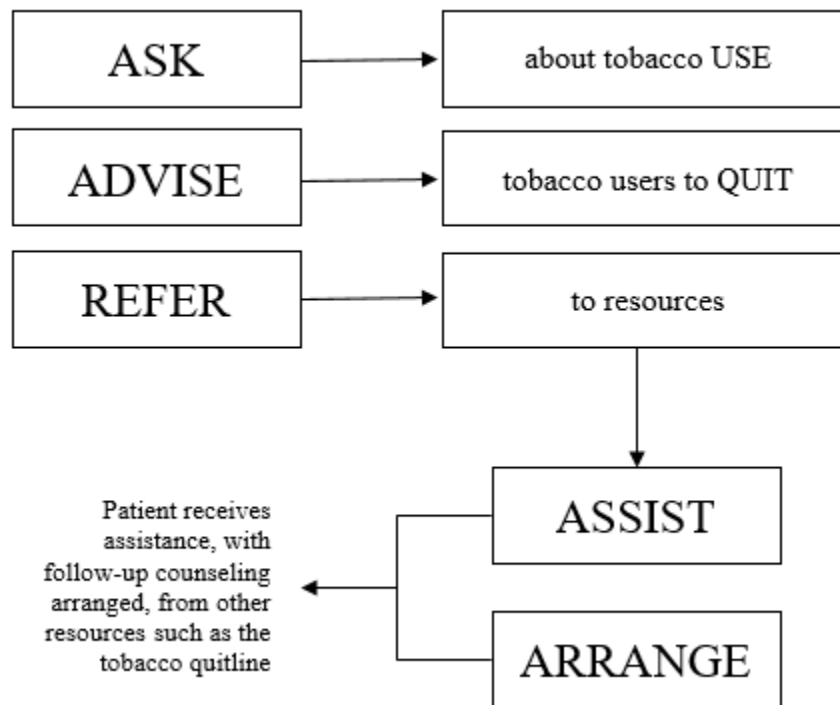 ASK
about tobacco USE
ADVISE
tobacco users to QUIT
REFER
to resources
ASSIST
Patient receives
assistance, with
follow-up counseling
arranged, from other
resources such as the
tobacco quitline
ARRANGE